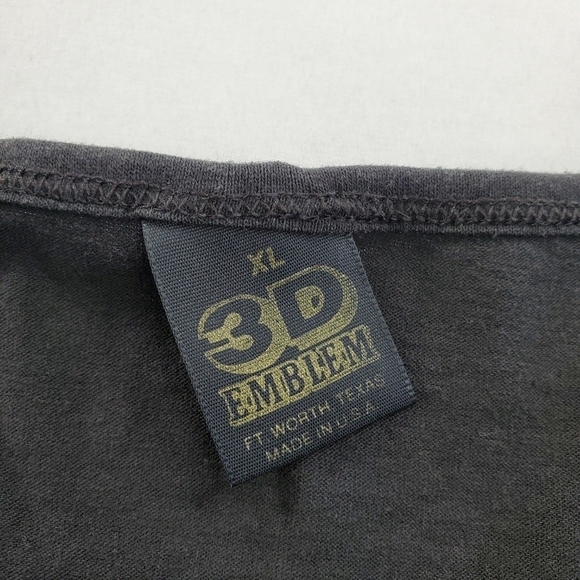 XL
3D
EMBLEM
FT WORTH TEXAS
MADE IN U.S.A.